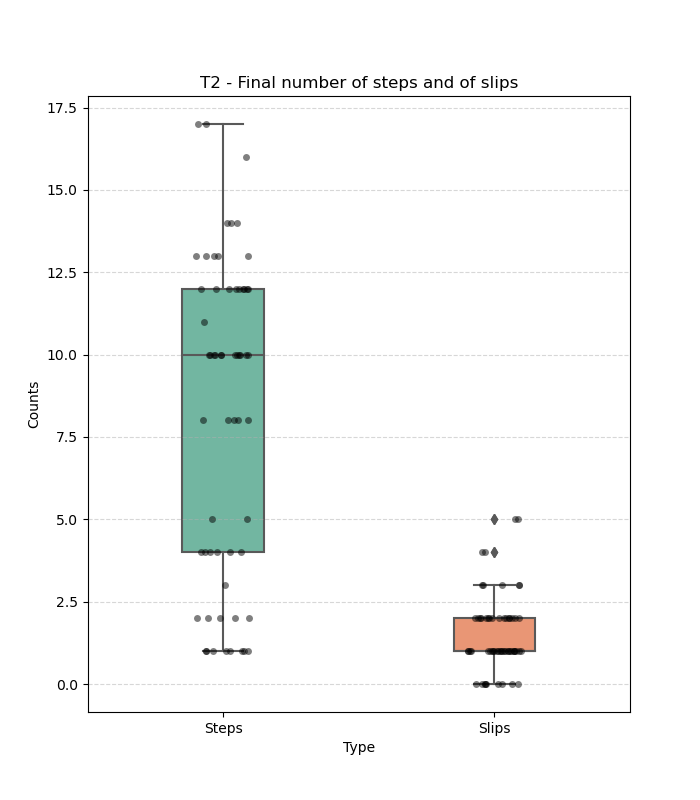 T2 - Final number of steps and of slips
17.5
15.0
12.5
10.0
7.5
5.0
2.5
0.0
Counts
Steps
Slips
Type